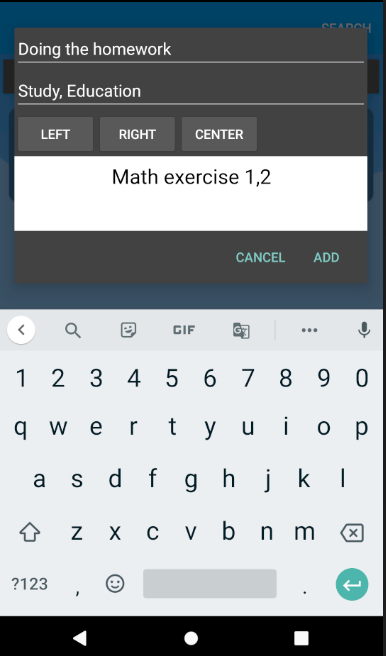 SEARCH
Doing the homework
Study, Education
LEFT RIGHT CENTER
Math exercise 1,2
CANCEL ADD
GIF
1 2 3 4 5 6 7 8 9 0
q w e r t y u i o p
a s d f g h j k l
z x c v b n m
?123 , .